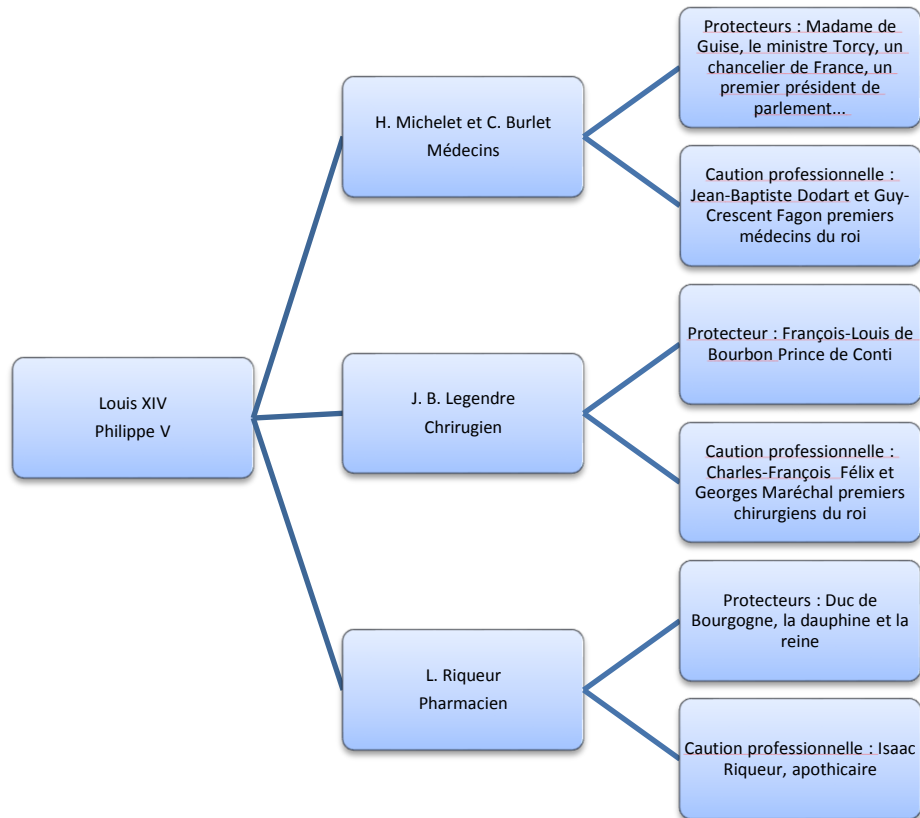 Protecteurs : Madame de
Guise, le ministre Torcy, un
chancelier de France, un
premier président de
parlement...
H. Michelet et C. Burlet
Médecins
Caution professionnelle :
Jean-Baptiste Dodart et Guy-
Crescent Fagon premiers
médecins du roi
Protecteur : François-Louis de
Bourbon Prince de Conti
Louis XIV
Philippe V
J. B. Legendre
Chrirugien
Caution professionnelle :
Charles-François Félix et
Georges Maréchal premiers
chirurgiens du roi
Protecteurs : Duc de
Bourgogne, la dauphine et la
reine
L. Riqueur
Pharmacien
Caution professionnelle : Isaac
Riqueur, apothicaire